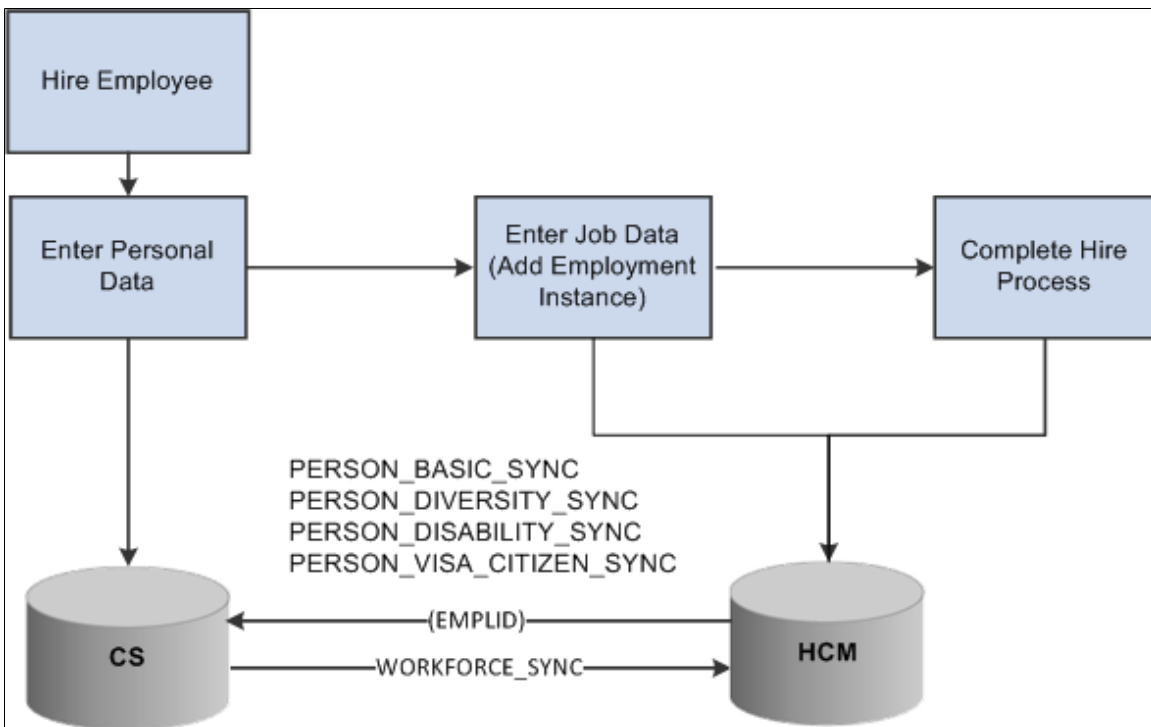 Hire Employee
Enter Personal
Data
Enter Job Data
(Add Employment
Instance)
Complete Hire
Process
PERSON_BASIC_SYNC
PERSON_DIVERSITY_SYNC
PERSON_DISABILITY_SYNC
PERSON_VISA_CITIZEN_SYNC
(EMPLID)
CS
HCM
WORKFORCE_SYNC